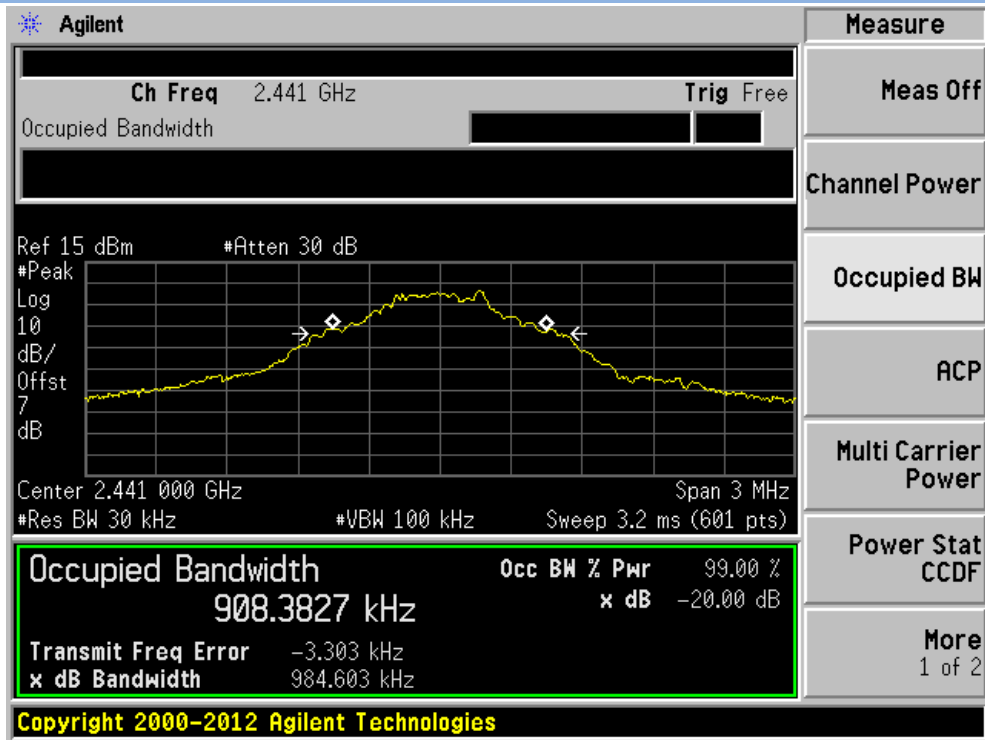 Agilent
Measure
Ch Freq 2.441 GHz Trig Free
Occupied Bandwidth
Meas Off
Channel Power
Occupied BW
ACP
Multi Carrier
Power
Power Stat
CCDF
More
1 of 2
Ref 15 dBm #Atten 30 dB
#Peak
Log
10
dB/
Offst
7
dB
Center 2.441 000 GHz Span 3 MHz
#Res BW 30 kHz #VBW 100 kHz Sweep 3.2 ms (601 pts)
Occupied Bandwidth Occ BW % Pwr 99.00 %
908.3827 kHz x dB -20.00 dB
Transmit Freq Error -3.303 kHz
x dB Bandwidth 984.603 kHz
Copyright 2000-2012 Agilent Technologies